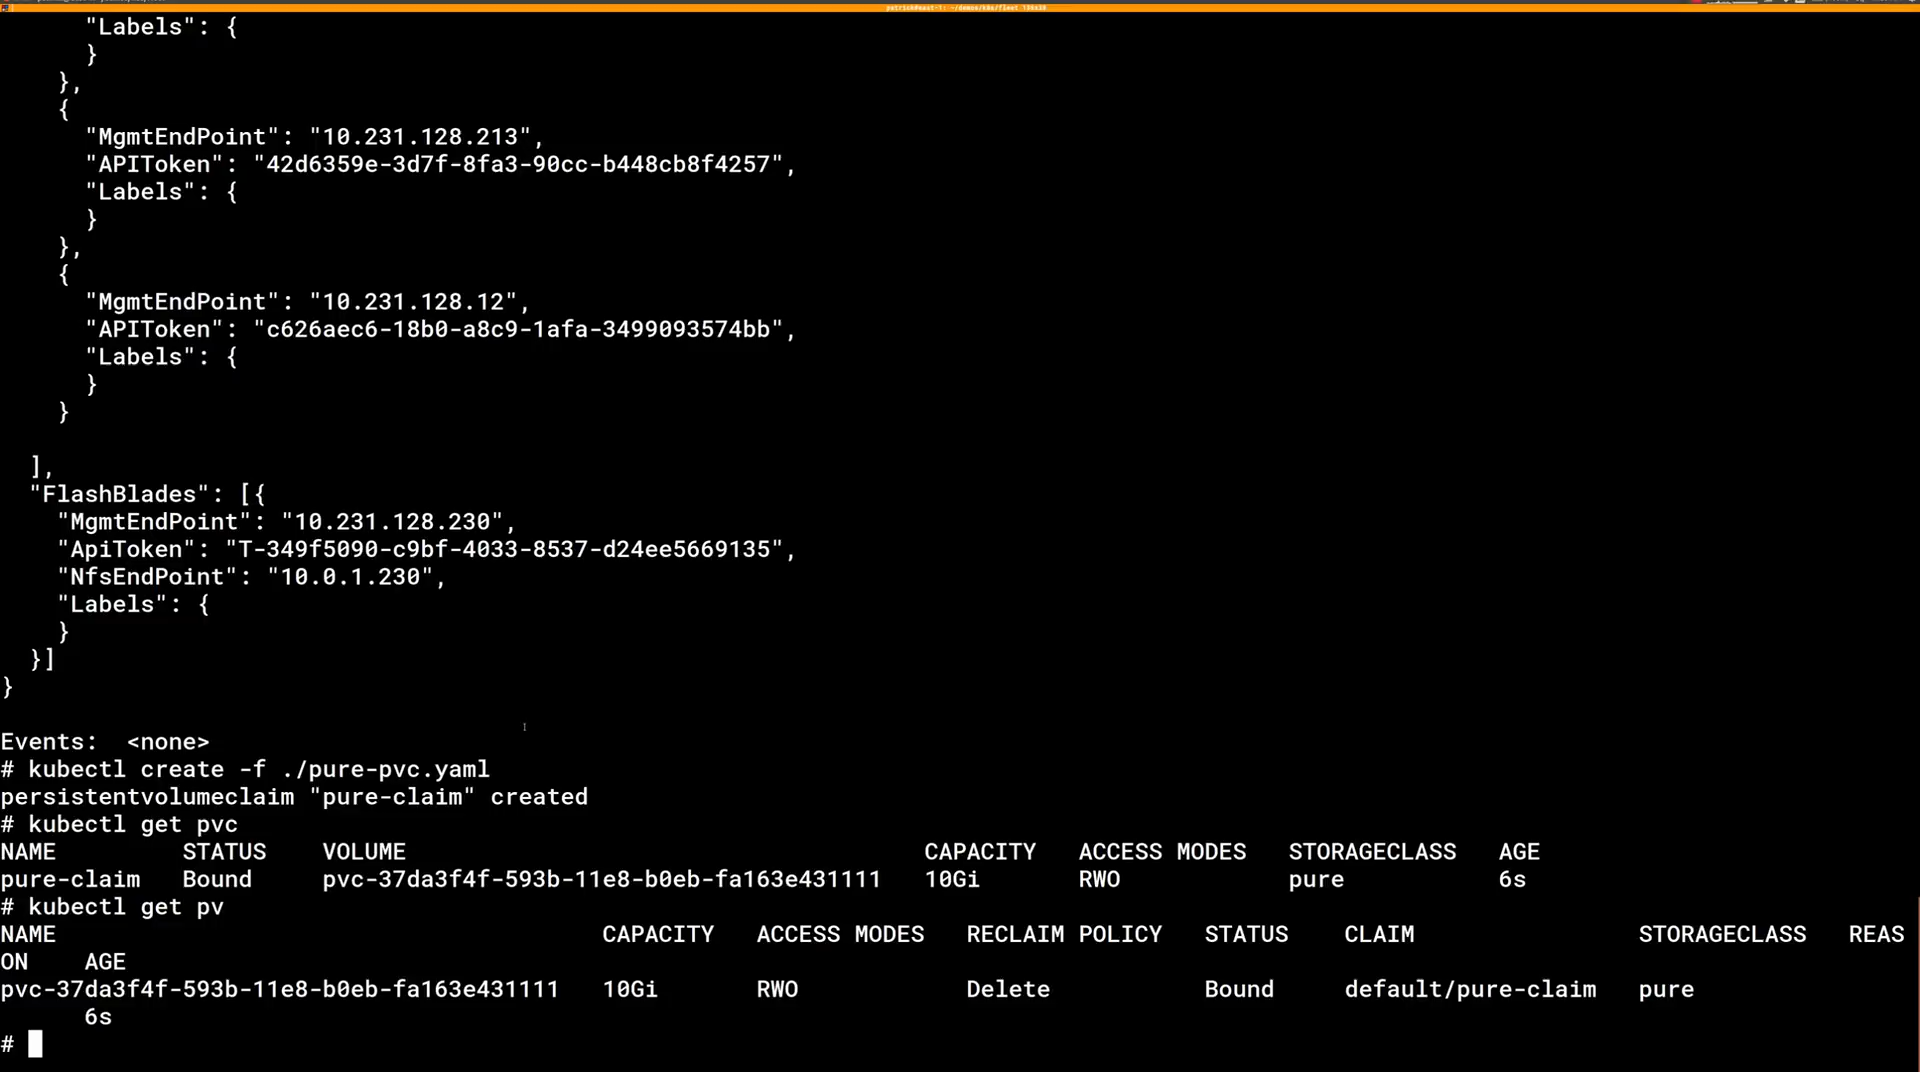 "Labels": {
}
},
{
"MgmtEndPoint": "10.231.128.213",
"APIToken": "42d6359e-3d7f-8fa3-90cc-b448cb8f4257",
"Labels": {
}
},
{
"MgmtEndPoint": "10.231.128.12",
"APIToken": "c626aec6-18b0-a8c9-1afa-3499093574bb",
"Labels": {
}
}
],
"FlashBlades": [{
"MgmtEndPoint": "10.231.128.230",
"ApiToken": "T-349f5090-c9bf-4033-8537-d24ee5669135",
"NfsEndPoint": "10.0.1.230",
"Labels": {
}
}]
}
Events: <none>
# kubectl create -f ./pure-pvc.yaml
persistentvolumeclaim "pure-claim" created
# kubectl get pvc
NAME STATUS VOLUME CAPACITY ACCESS MODES STORAGECLASS AGE
pure-claim Bound pvc-37da3f4f-593b-11e8-b0eb-fa163e431111 10Gi RWO pure 6s
# kubectl get pv
NAME CAPACITY ACCESS MODES RECLAIM POLICY STATUS CLAIM STORAGECLASS REAS
ON AGE
pvc-37da3f4f-593b-11e8-b0eb-fa163e431111 10Gi RWO Delete Bound default/pure-claim pure
6s
#